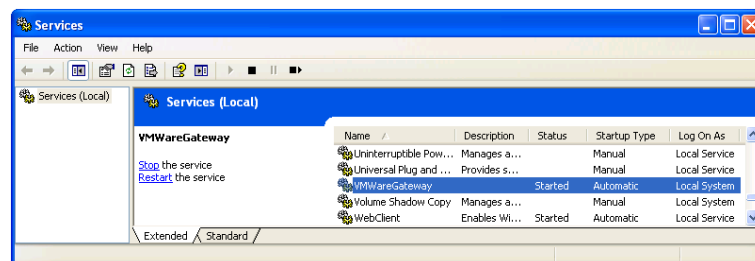 Services
File Action View Help
Services (Local)
Services (Local)
VMWareGateway
Stop the service
Restart the service
Name Description Status Startup Type Log On As
Uninterruptible Pow... Manages a... Manual Local Service
Universal Plug and ... Provides s... Manual Local Service
VMWareGateway Started Automatic Local System
Volume Shadow Copy Manages a... Manual Local System
WebClient Enables Wi... Started Automatic Local Service
Extended Standard